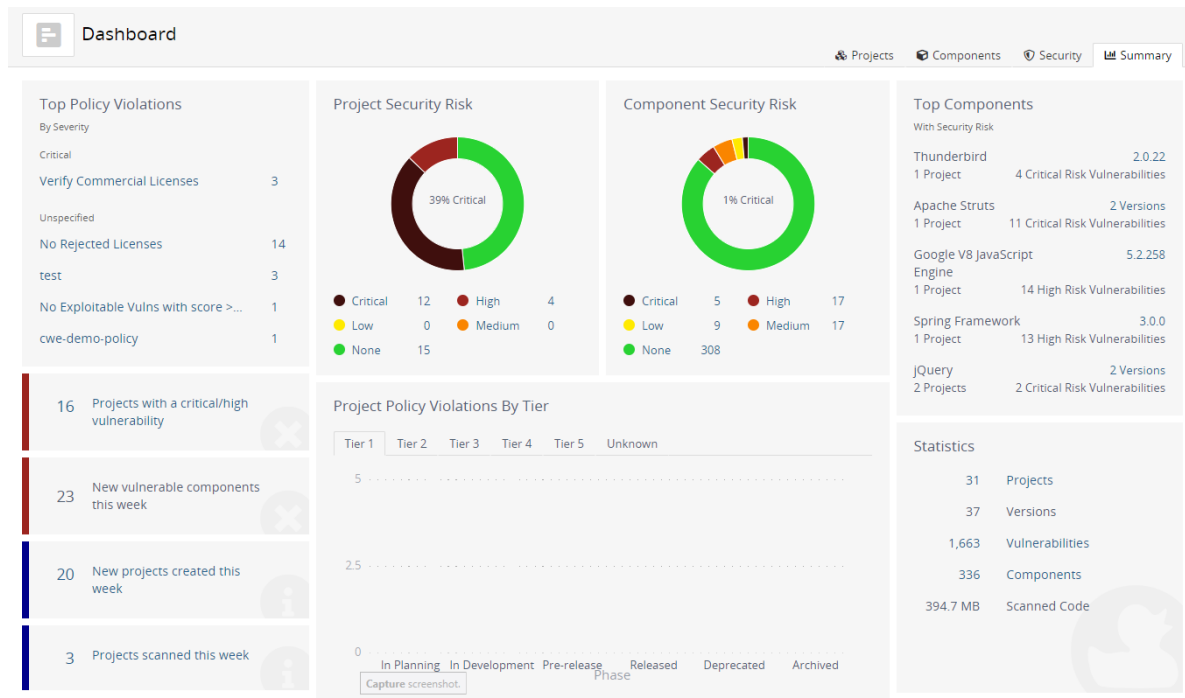 Dashboard
Projects
Components
Security
Summary
Top Policy Violations
By Severity
Critical
Verify Commercial Licenses 3
Unspecified
No Rejected Licenses 14
test 3
No Exploitable Vulns with score >... 1
cwe-demo-policy 1
16 Projects with a critical/high
vulnerability
23 New vulnerable components
this week
20 New projects created this
week
3 Projects scanned this week
Project Security Risk
39% Critical
Critical 12 High 4
Low 0 Medium 0
None 15
Component Security Risk
1% Critical
Critical 5 High 17
Low 9 Medium 17
None 308
Project Policy Violations By Tier
Tier 1 Tier 2 Tier 3 Tier 4 Tier 5 Unknown
5
2.5
0
In Planning In Development Pre-release Released Deprecated Archived
Phase
Capture screenshot.
Top Components
With Security Risk
Thunderbird 2.0.22
1 Project 4 Critical Risk Vulnerabilities
Apache Struts 2 Versions
1 Project 11 Critical Risk Vulnerabilities
Google V8 JavaScript 5.2.258
Engine
1 Project 14 High Risk Vulnerabilities
Spring Framework 3.0.0
1 Project 13 High Risk Vulnerabilities
jQuery 2 Versions
2 Projects 2 Critical Risk Vulnerabilities
Statistics
31 Projects
37 Versions
1,663 Vulnerabilities
336 Components
394.7 MB Scanned Code